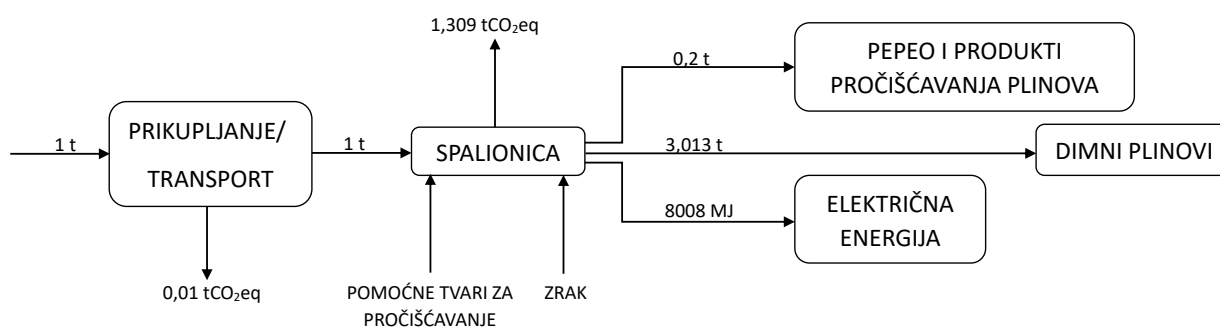 1,309 tCO₂eq
0,2 t
PEPEO I PRODUKTI
PROČIŠĆAVANJA PLINOVA
1 t
PRIKUPLJANJE/
TRANSPORT
1 t
SPALIONICA
3,013 t
DIMNI PLINOVI
8008 MJ
ELEKTRIČNA
ENERGIJA
0,01 tCO₂eq
POMOĆNE TVARI ZA
PROČIŠĆAVANJE
ZRAK